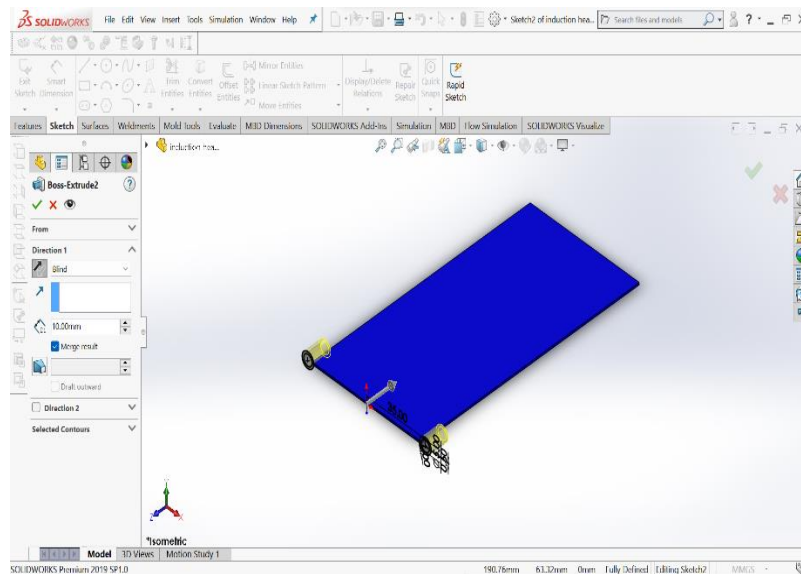 SOLIDWORKS File Edit View Insert Tools Simulation Window Help Sketch2 of induction hea... Search files and models
Exit Sketch Smart Dimension Trim Entities Convert Entities Offset Entities Mirror Entities Linear Sketch Pattern Move Entities Display/Delete Relations Repair Sketch Quick Snaps Rapid Sketch
Features Sketch Surfaces Weldments Mold Tools Evaluate MBD Dimensions SOLIDWORKS Add-Ins Simulation MBD Flow Simulation SOLIDWORKS Visualize
induction hea...
Boss-Extrude2
From
Direction 1
Blind
10.00mm
Merge result
Draft outward
Direction 2
Selected Contours
*Isometric
Model 3D Views Motion Study 1
SOLIDWORKS Premium 2019 SP1.0 190.76mm 63.32mm 0mm Fully Defined Editing Sketch2 MMGS